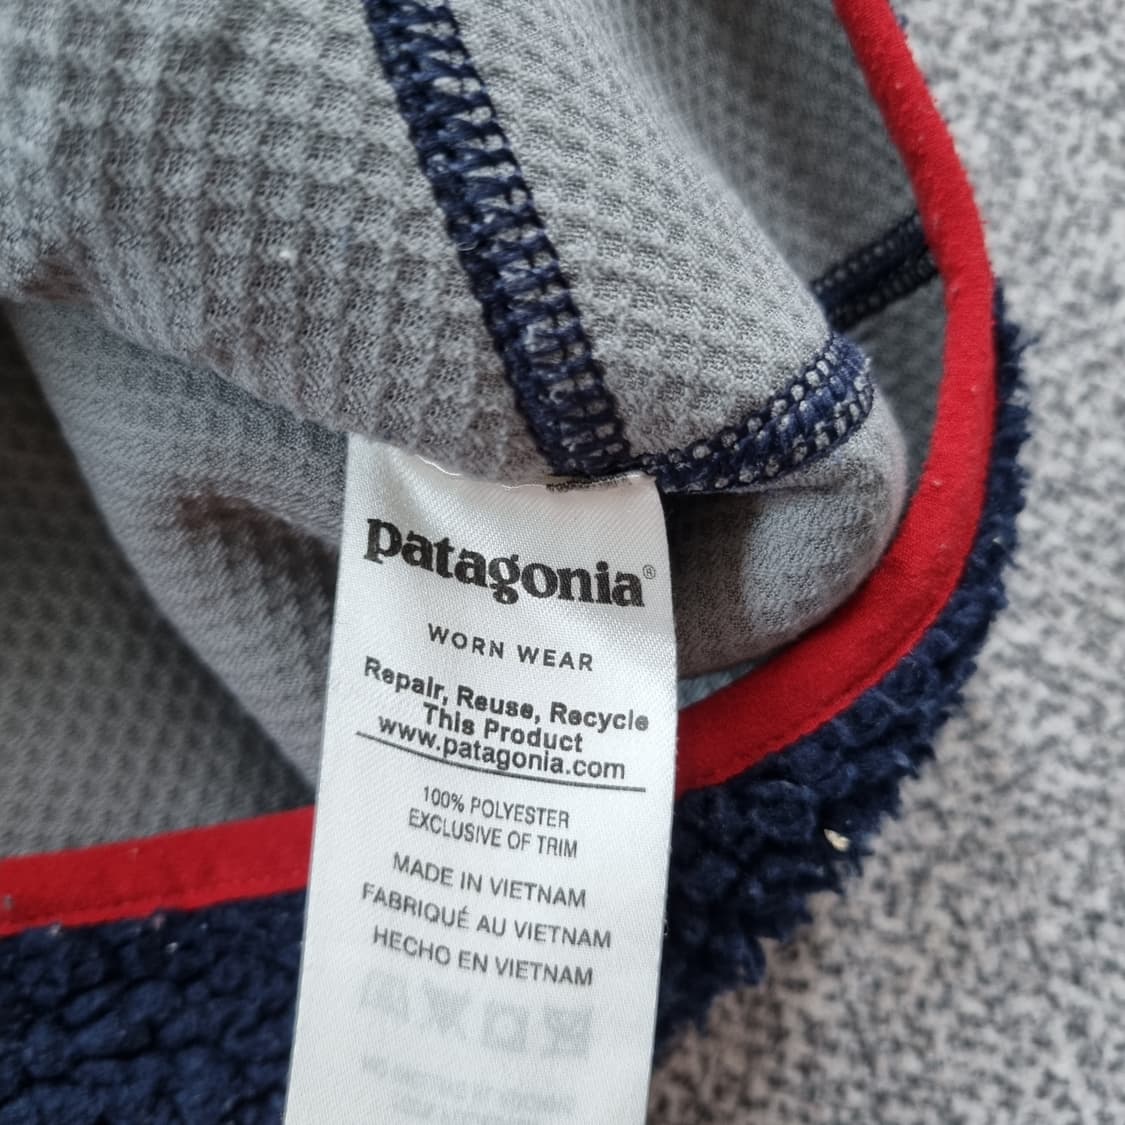 patagonia®
WORN WEAR
Repair, Reuse, Recycle
This Product
www.patagonia.com
100% POLYESTER
EXCLUSIVE OF TRIM
MADE IN VIETNAM
FABRIQUÉ AU VIETNAM
HECHO EN VIETNAM